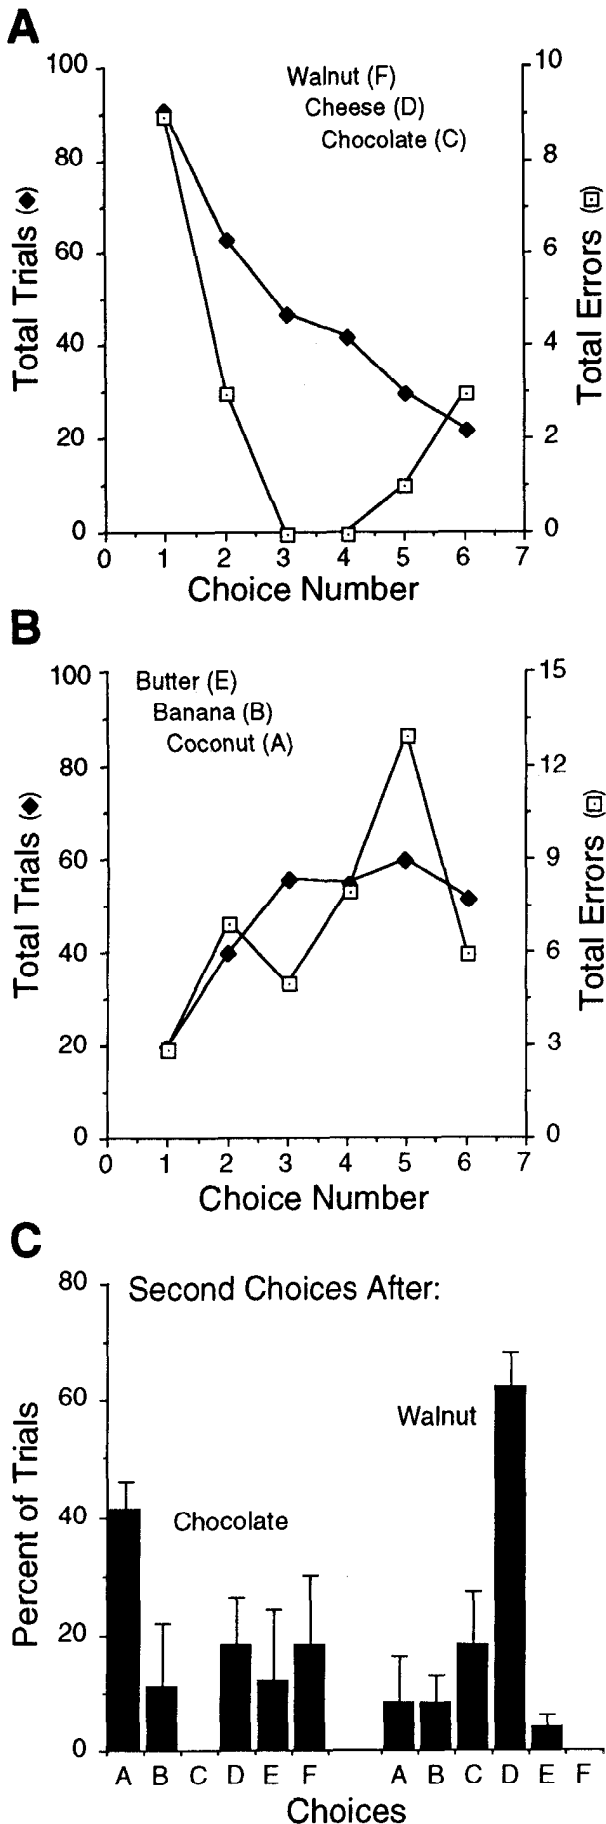 A
Walnut (F)
Cheese (D)
Chocolate (C)
Total Trials (◆)
100
80
60
40
20
0
Total Errors (⊡)
10
8
6
4
2
0
0 1 2 3 4 5 6 7
Choice Number
B
Butter (E)
Banana (B)
Coconut (A)
Total Trials (◆)
100
80
60
40
20
0
Total Errors (⊡)
15
12
9
6
3
0
0 1 2 3 4 5 6 7
Choice Number
C
Second Choices After:
Percent of Trials
80
60
40
20
0
Chocolate
Walnut
A B C D E F A B C D E F
Choices